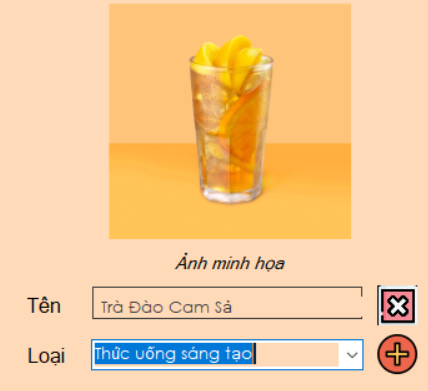 Ảnh minh họa
Tên
Trà Đào Cam Sả
Loại
Thức uống sáng tạo